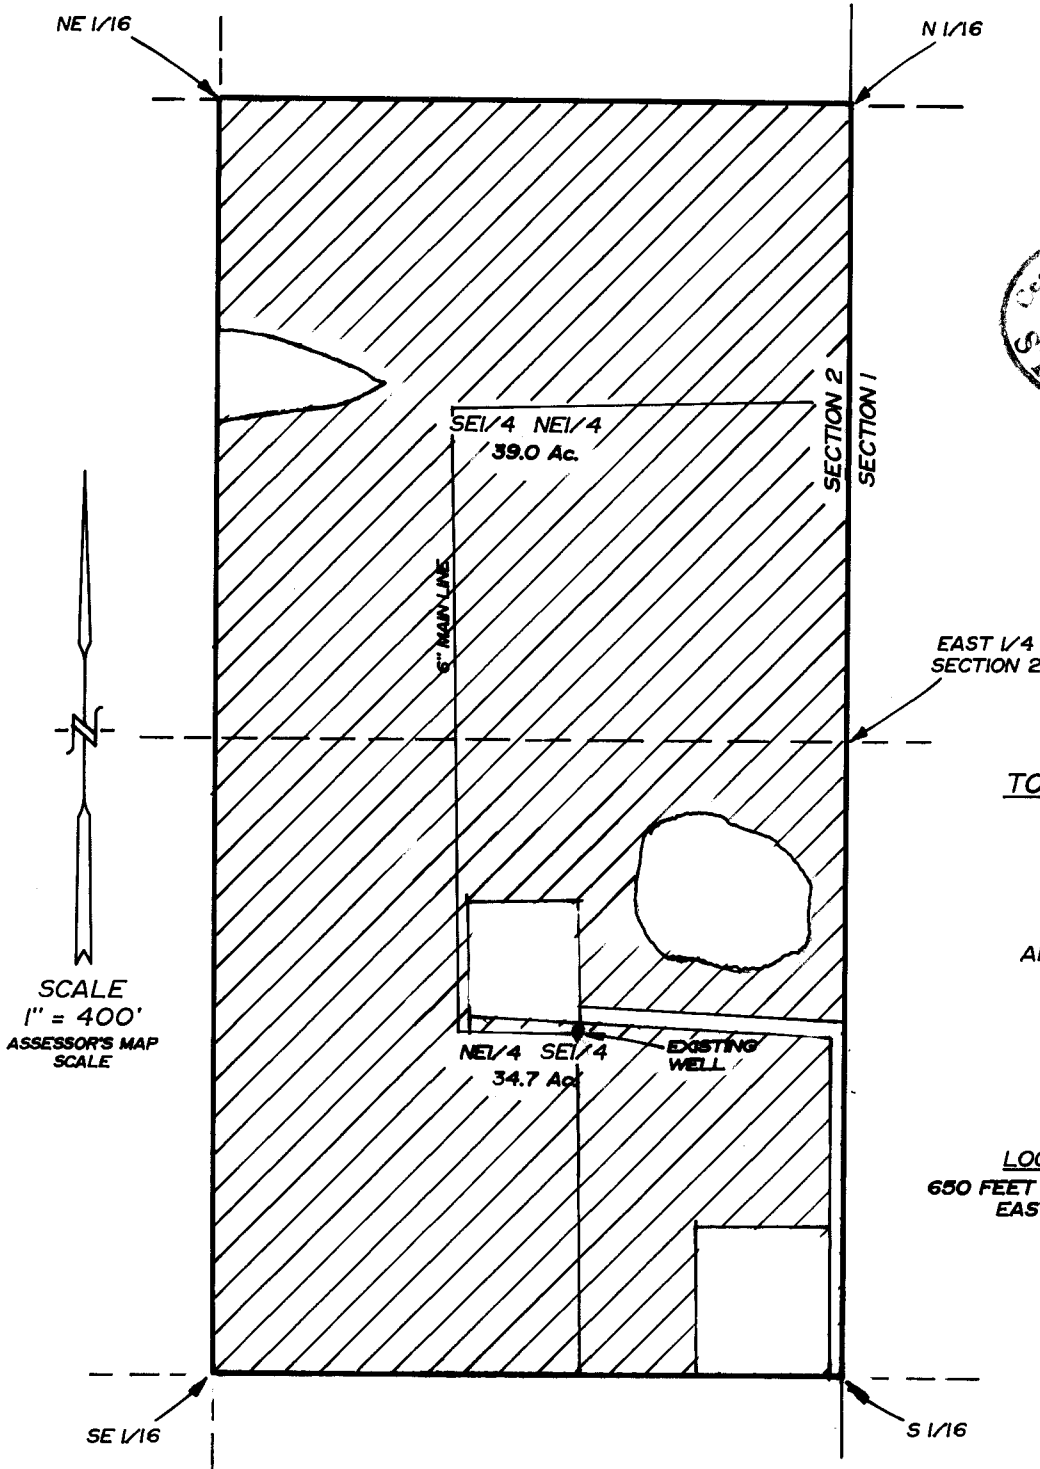 NE 1/16
N 1/16
SE1/4 NE1/4
39.0 Ac.
SECTION 2
SECTION 1
6" MAIN LINE
EAST 1/4
SECTION 2
SCALE
1" = 400'
ASSESSOR'S MAP
SCALE
NE1/4 SE1/4
34.7 Ac.
EXISTING
WELL
650 FEET
EAS
SE 1/16
S 1/16